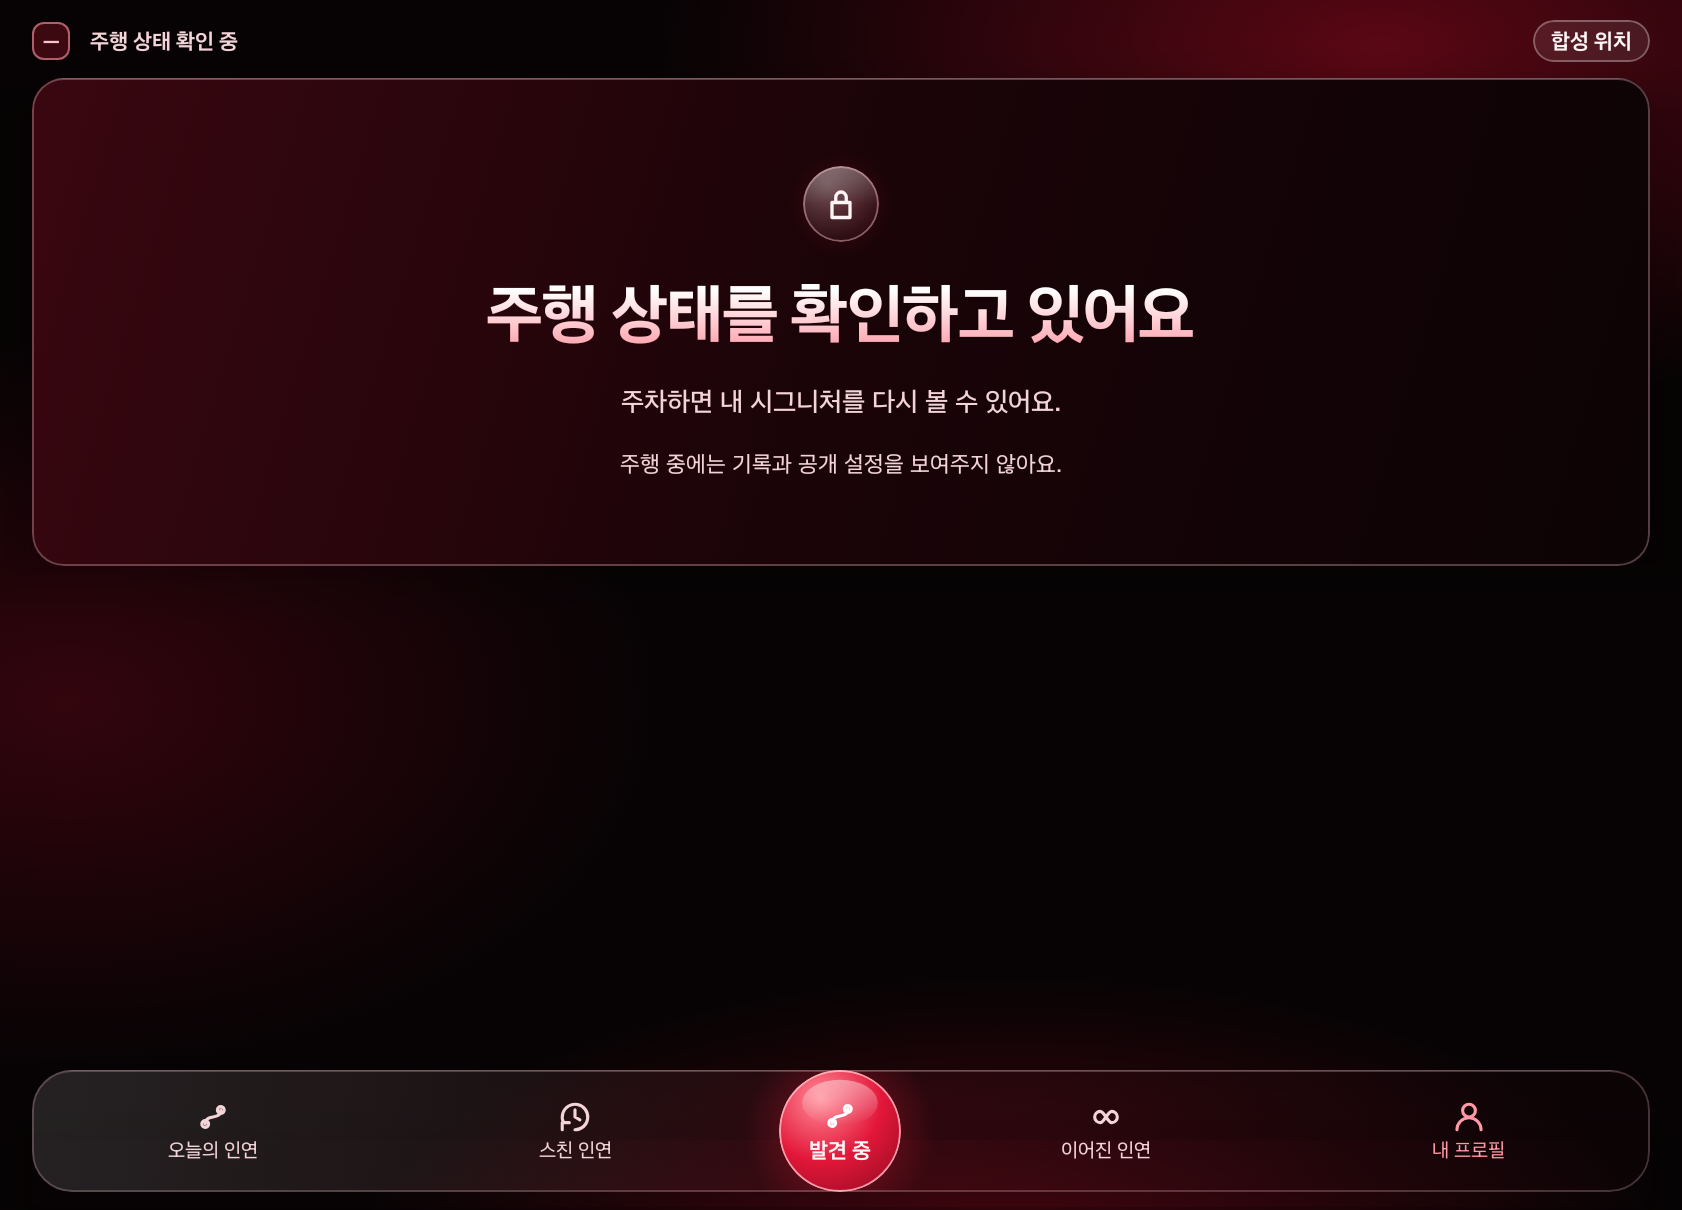 주행 상태 확인 중
합성 위치
주행 상태를 확인하고 있어요
주차하면 내 시그니처를 다시 볼 수 있어요.
주행 중에는 기록과 공개 설정을 보여주지 않아요.
오늘의 인연
스친 인연
발견 중
이어진 인연
내 프로필